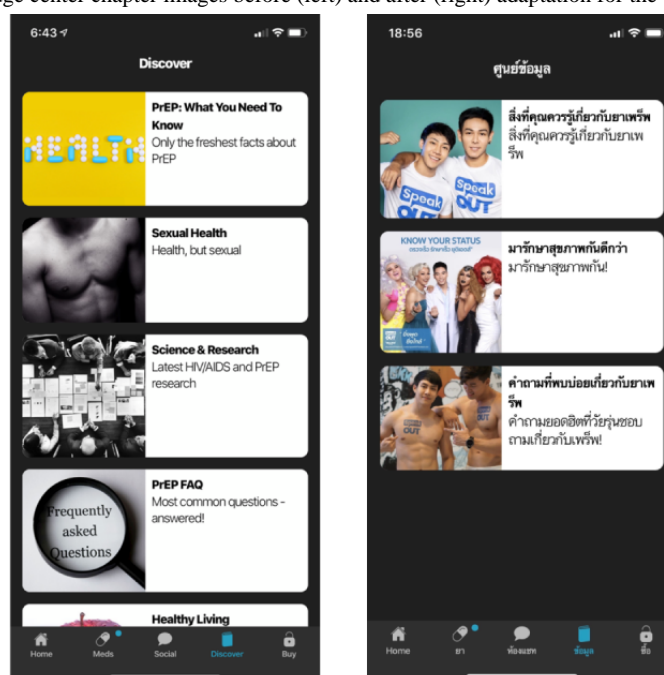 ge center chapter images before (left) and after (right) adaptation for the
6:43
Discover
HEALTH
PrEP: What You Need To
Know
Only the freshest facts about
PrEP
Sexual Health
Health, but sexual
Science & Research
Latest HIV/AIDS and PrEP
research
Frequently
asked
Questions
PrEP FAQ
Most common questions -
answered!
Healthy Living
Home
Meds
Social
Discover
Buy
18:56
ศูนย์ข้อมูล
Speak
OUT
Speak
OUT
สิ่งที่คุณควรรู้เกี่ยวกับยาเพร็พ
สิ่งที่คุณควรรู้เกี่ยวกับยาเพ
ร็พ
KNOW YOUR STATUS
มารักษาสุขภาพกันดีกว่า
มารักษาสุขภาพกัน!
OUT
คำถามที่พบบ่อยเกี่ยวกับยาเพ
ร็พ
คำถามยอดฮิตที่วัยรุ่นชอบ
ถามเกี่ยวกับเพร็พ!
Home
ยา
ห้องแชท
ข้อมูล
ซื้อ